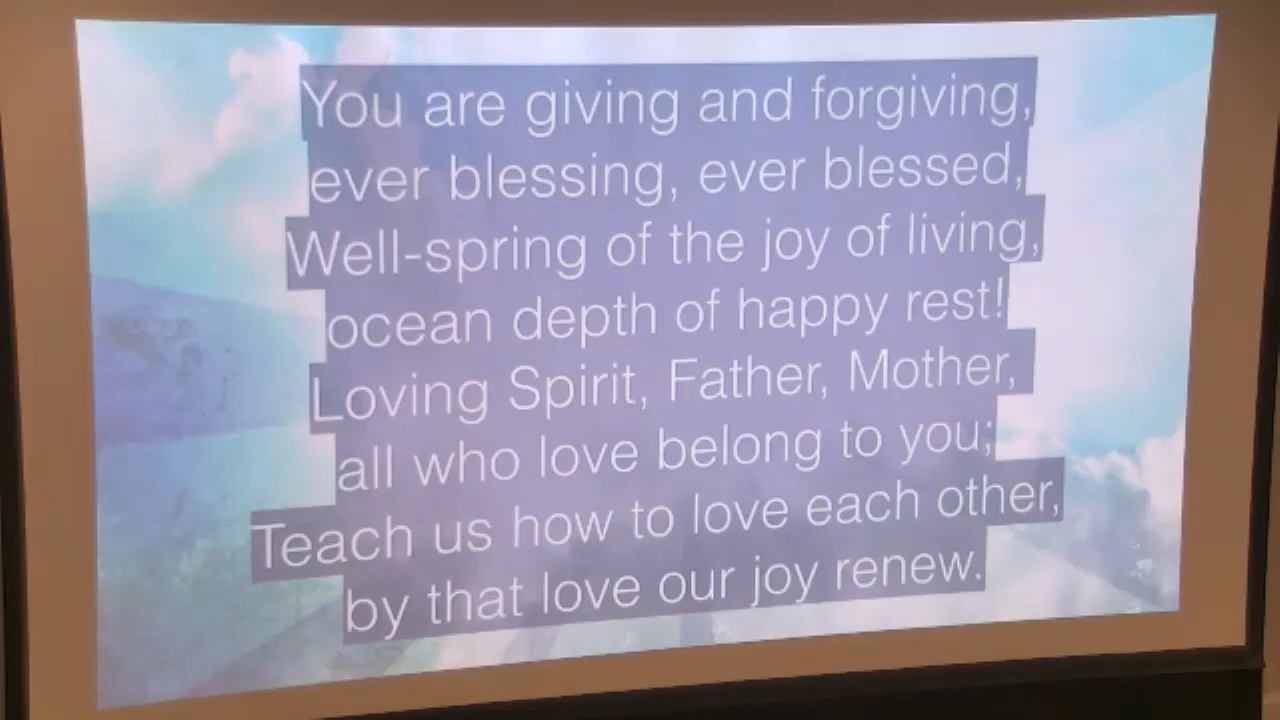 You are giving and forgiving,
ever blessing, ever blessed,
Well-spring of the joy of living,
ocean depth of happy rest!
Loving Spirit, Father, Mother,
all who love belong to you;
Teach us how to love each other,
by that love our joy renew.